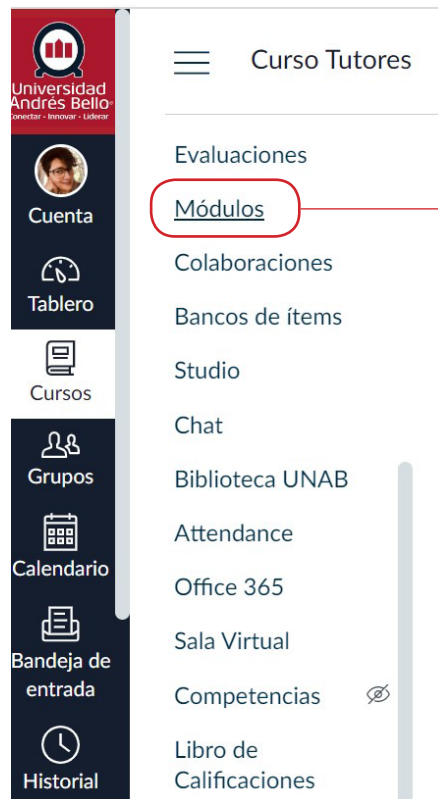 Universidad
Andrés Bello
Conectar - Innovar - Liderar
Cuenta
Tablero
Cursos
Grupos
Calendario
Bandeja de
entrada
Historial
Curso Tutores
Evaluaciones
Módulos
Colaboraciones
Bancos de ítems
Studio
Chat
Biblioteca UNAB
Attendance
Office 365
Sala Virtual
Competencias
Libro de
Calificaciones